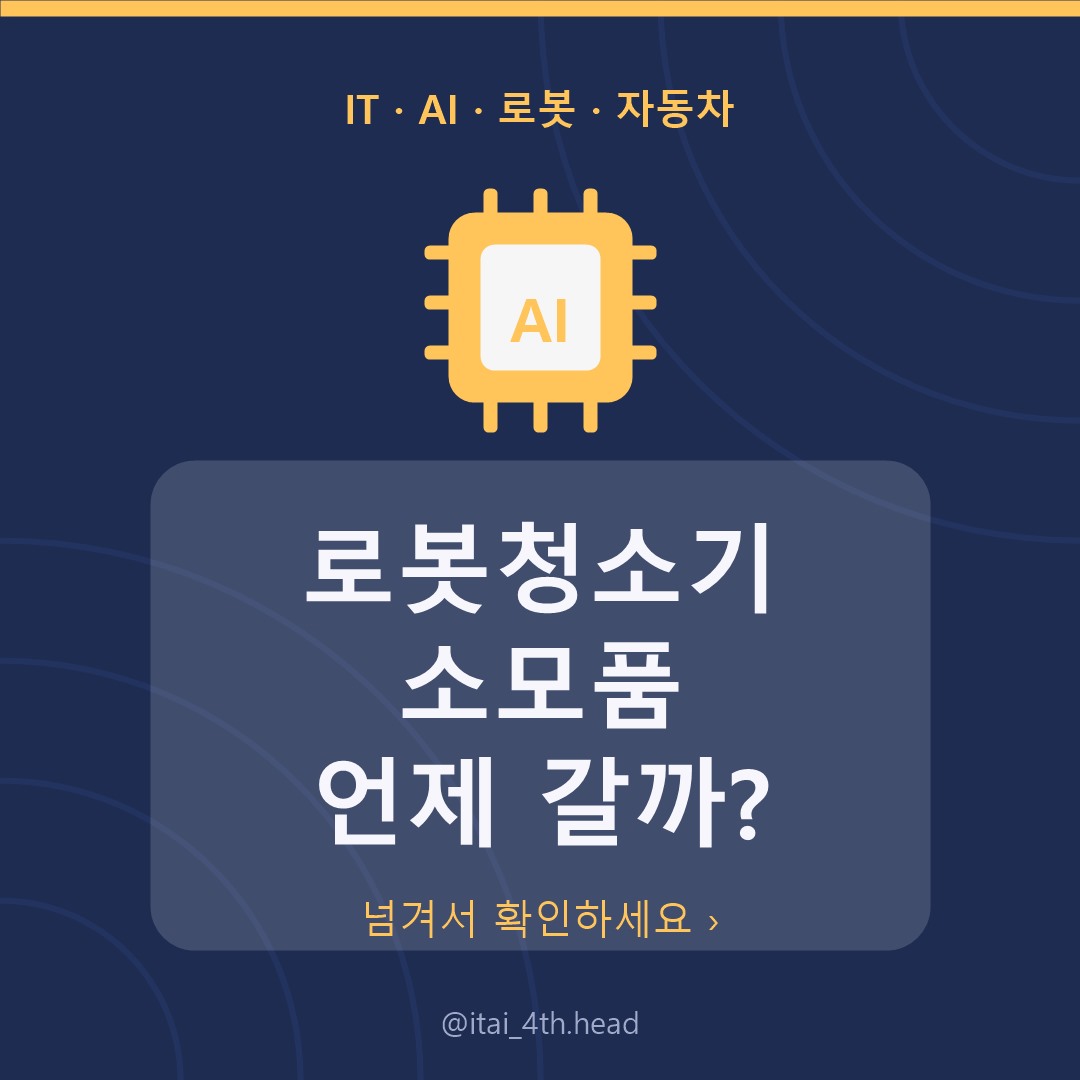 IT · AI · 로봇 · 자동차
AI
로봇청소기
소모품
언제 갈까?
넘겨서 확인하세요 ›
@itai_4th.head